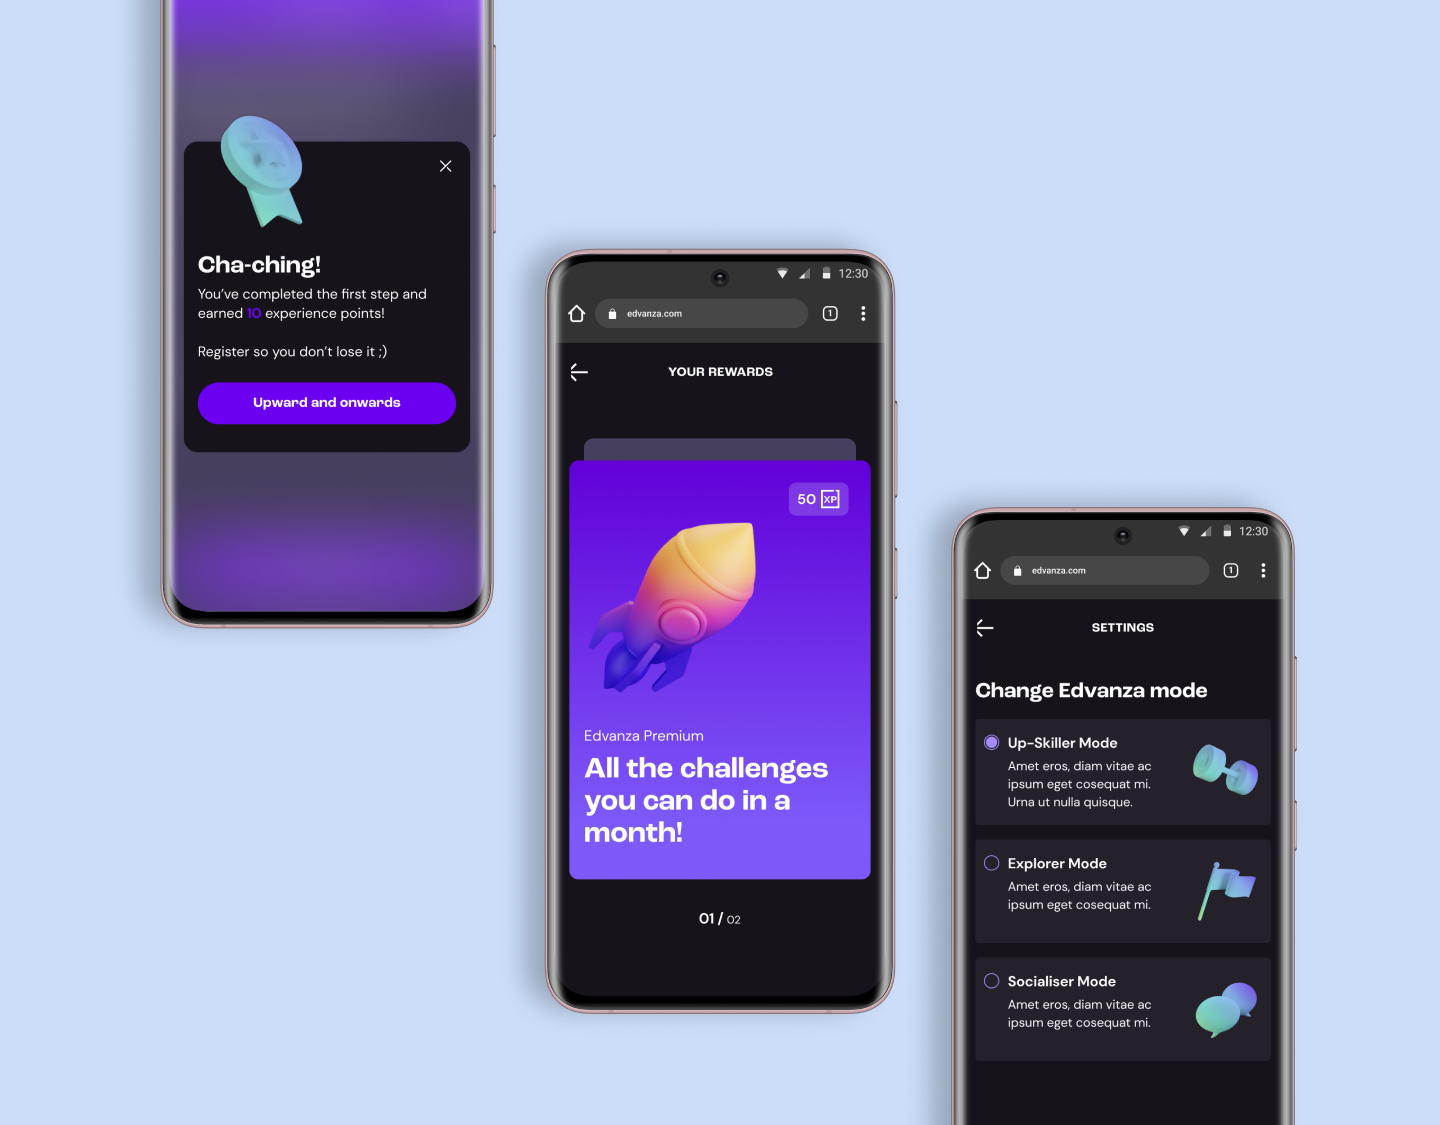 Cha-ching!
You’ve completed the first step and
earned 10 experience points!
Register so you don’t lose it ;)
Upward and onwards
12:30
edvanza.com
1
YOUR REWARDS
50 XP
Edvanza Premium
All the challenges
you can do in a
month!
01 / 02
12:30
edvanza.com
1
SETTINGS
Change Edvanza mode
Up-Skiller Mode
Amet eros, diam vitae ac
ipsum eget cosequat mi.
Urna ut nulla quisque.
Explorer Mode
Amet eros, diam vitae ac
ipsum eget cosequat mi.
Socialiser Mode
Amet eros, diam vitae ac
ipsum eget cosequat mi.